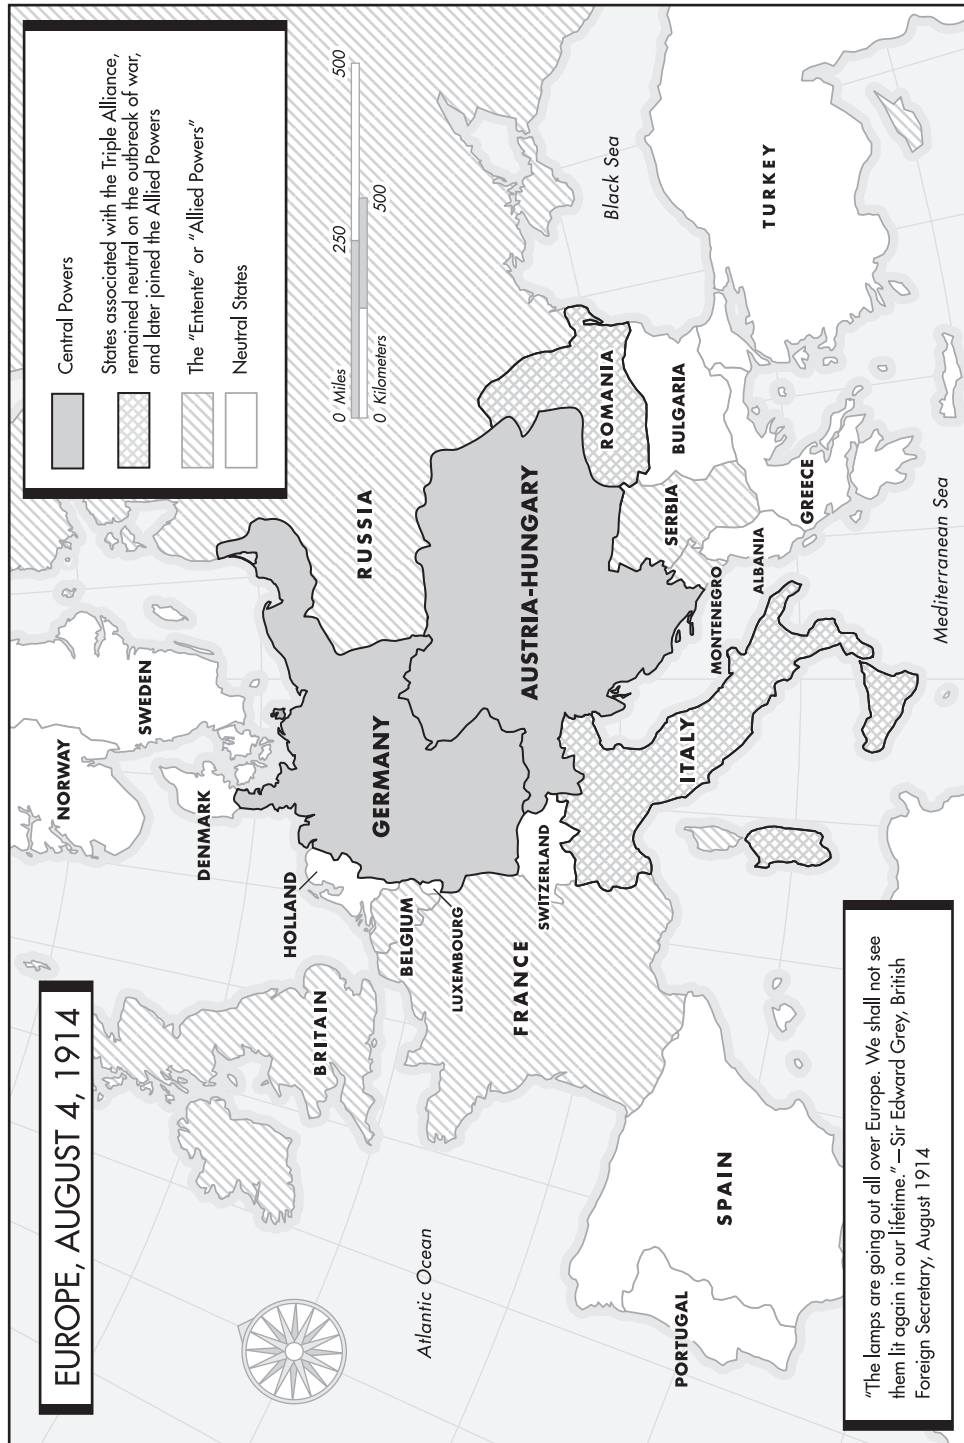 EUROPE, AUGUST 4, 1914
Central Powers
States associated with the Triple Alliance,
remained neutral on the outbreak of war,
and later joined the Allied Powers
The “Entente” or “Allied Powers”
Neutral States
0 Miles 250 500
0 Kilometers 500
NORWAY
SWEDEN
DENMARK
HOLLAND
BRITAIN
BELGIUM
LUXEMBOURG
GERMANY
RUSSIA
FRANCE
SWITZERLAND
AUSTRIA-HUNGARY
ROMANIA
Black Sea
Atlantic Ocean
PORTUGAL
SPAIN
ITALY
MONTENEGRO
SERBIA
BULGARIA
ALBANIA
GREECE
TURKEY
Mediterranean Sea
“The lamps are going out all over Europe. We shall not see
them lit again in our lifetime.”—Sir Edward Grey, British
Foreign Secretary, August 1914